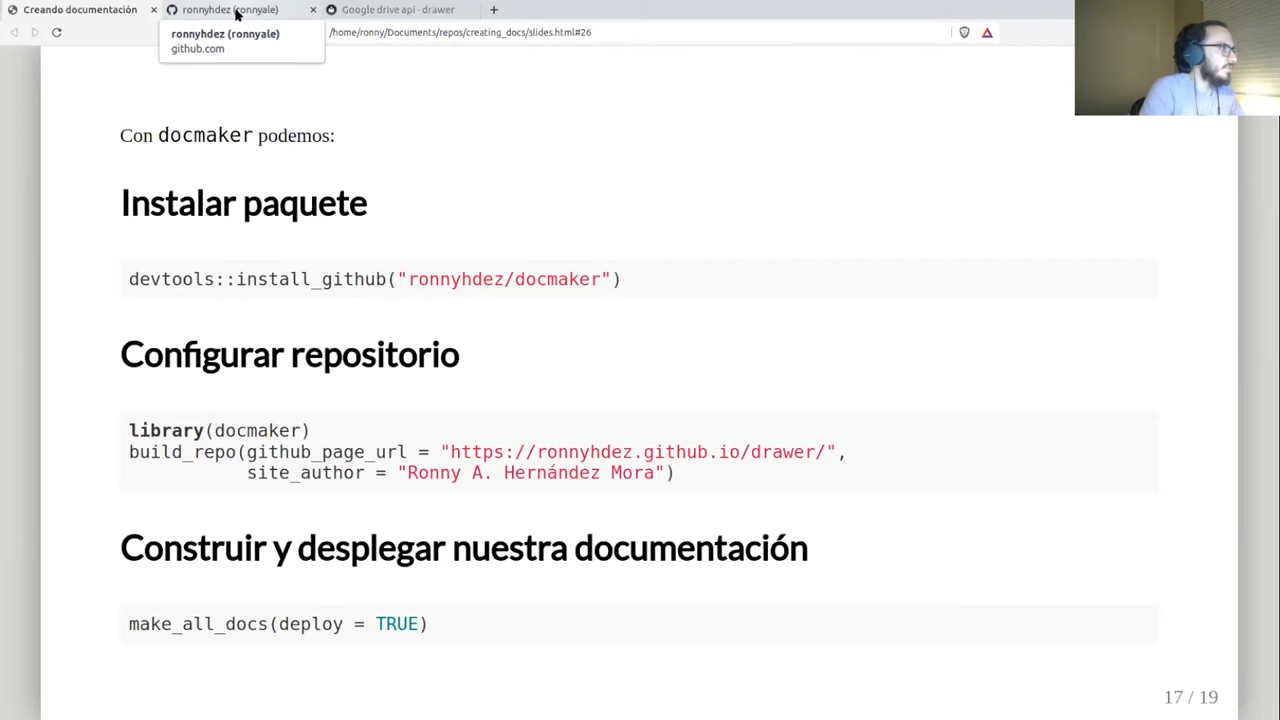 Creando documentación
ronnyhdez (ronnyale)
Google drive api - drawer
/home/ronny/Documents/repos/creating_docs/slides.html#26
ronnyhdez (ronnyale)
github.com
Con docmaker podemos:
Instalar paquete
devtools::install_github("ronnyhdez/docmaker")
Configurar repositorio
library(docmaker)
build_repo(github_page_url = "https://ronnyhdez.github.io/drawer/",
site_author = "Ronny A. Hernández Mora")
Construir y desplegar nuestra documentación
make_all_docs(deploy = TRUE)
17 / 19